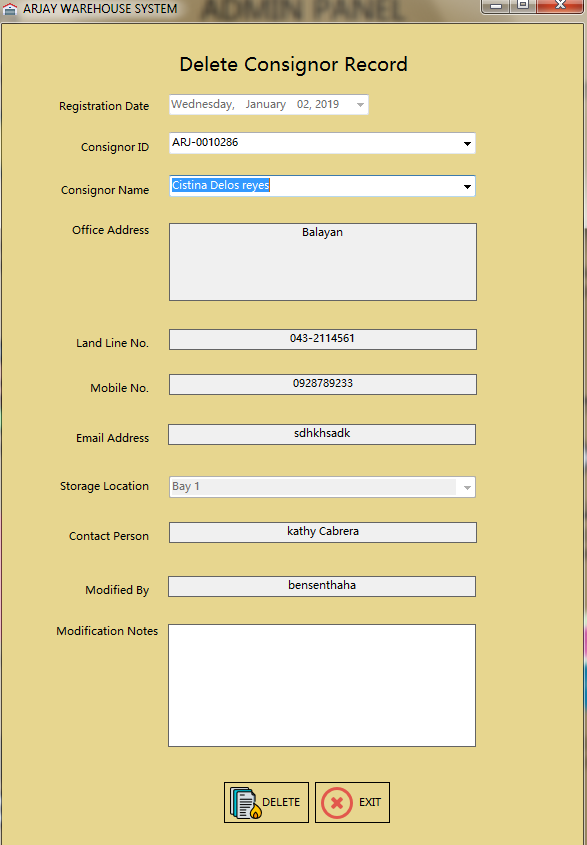 ARJAY WAREHOUSE SYSTEM
ADMIN PANEL
Delete Consignor Record
Registration Date Wednesday, January 02, 2019
Consignor ID ARJ-0010286
Consignor Name Cistina Delos reyes
Office Address Balayan
Land Line No. 043-2114561
Mobile No. 0928789233
Email Address sdhkhsadk
Storage Location Bay 1
Contact Person kathy Cabrera
Modified By bensenthaha
Modification Notes
DELETE EXIT